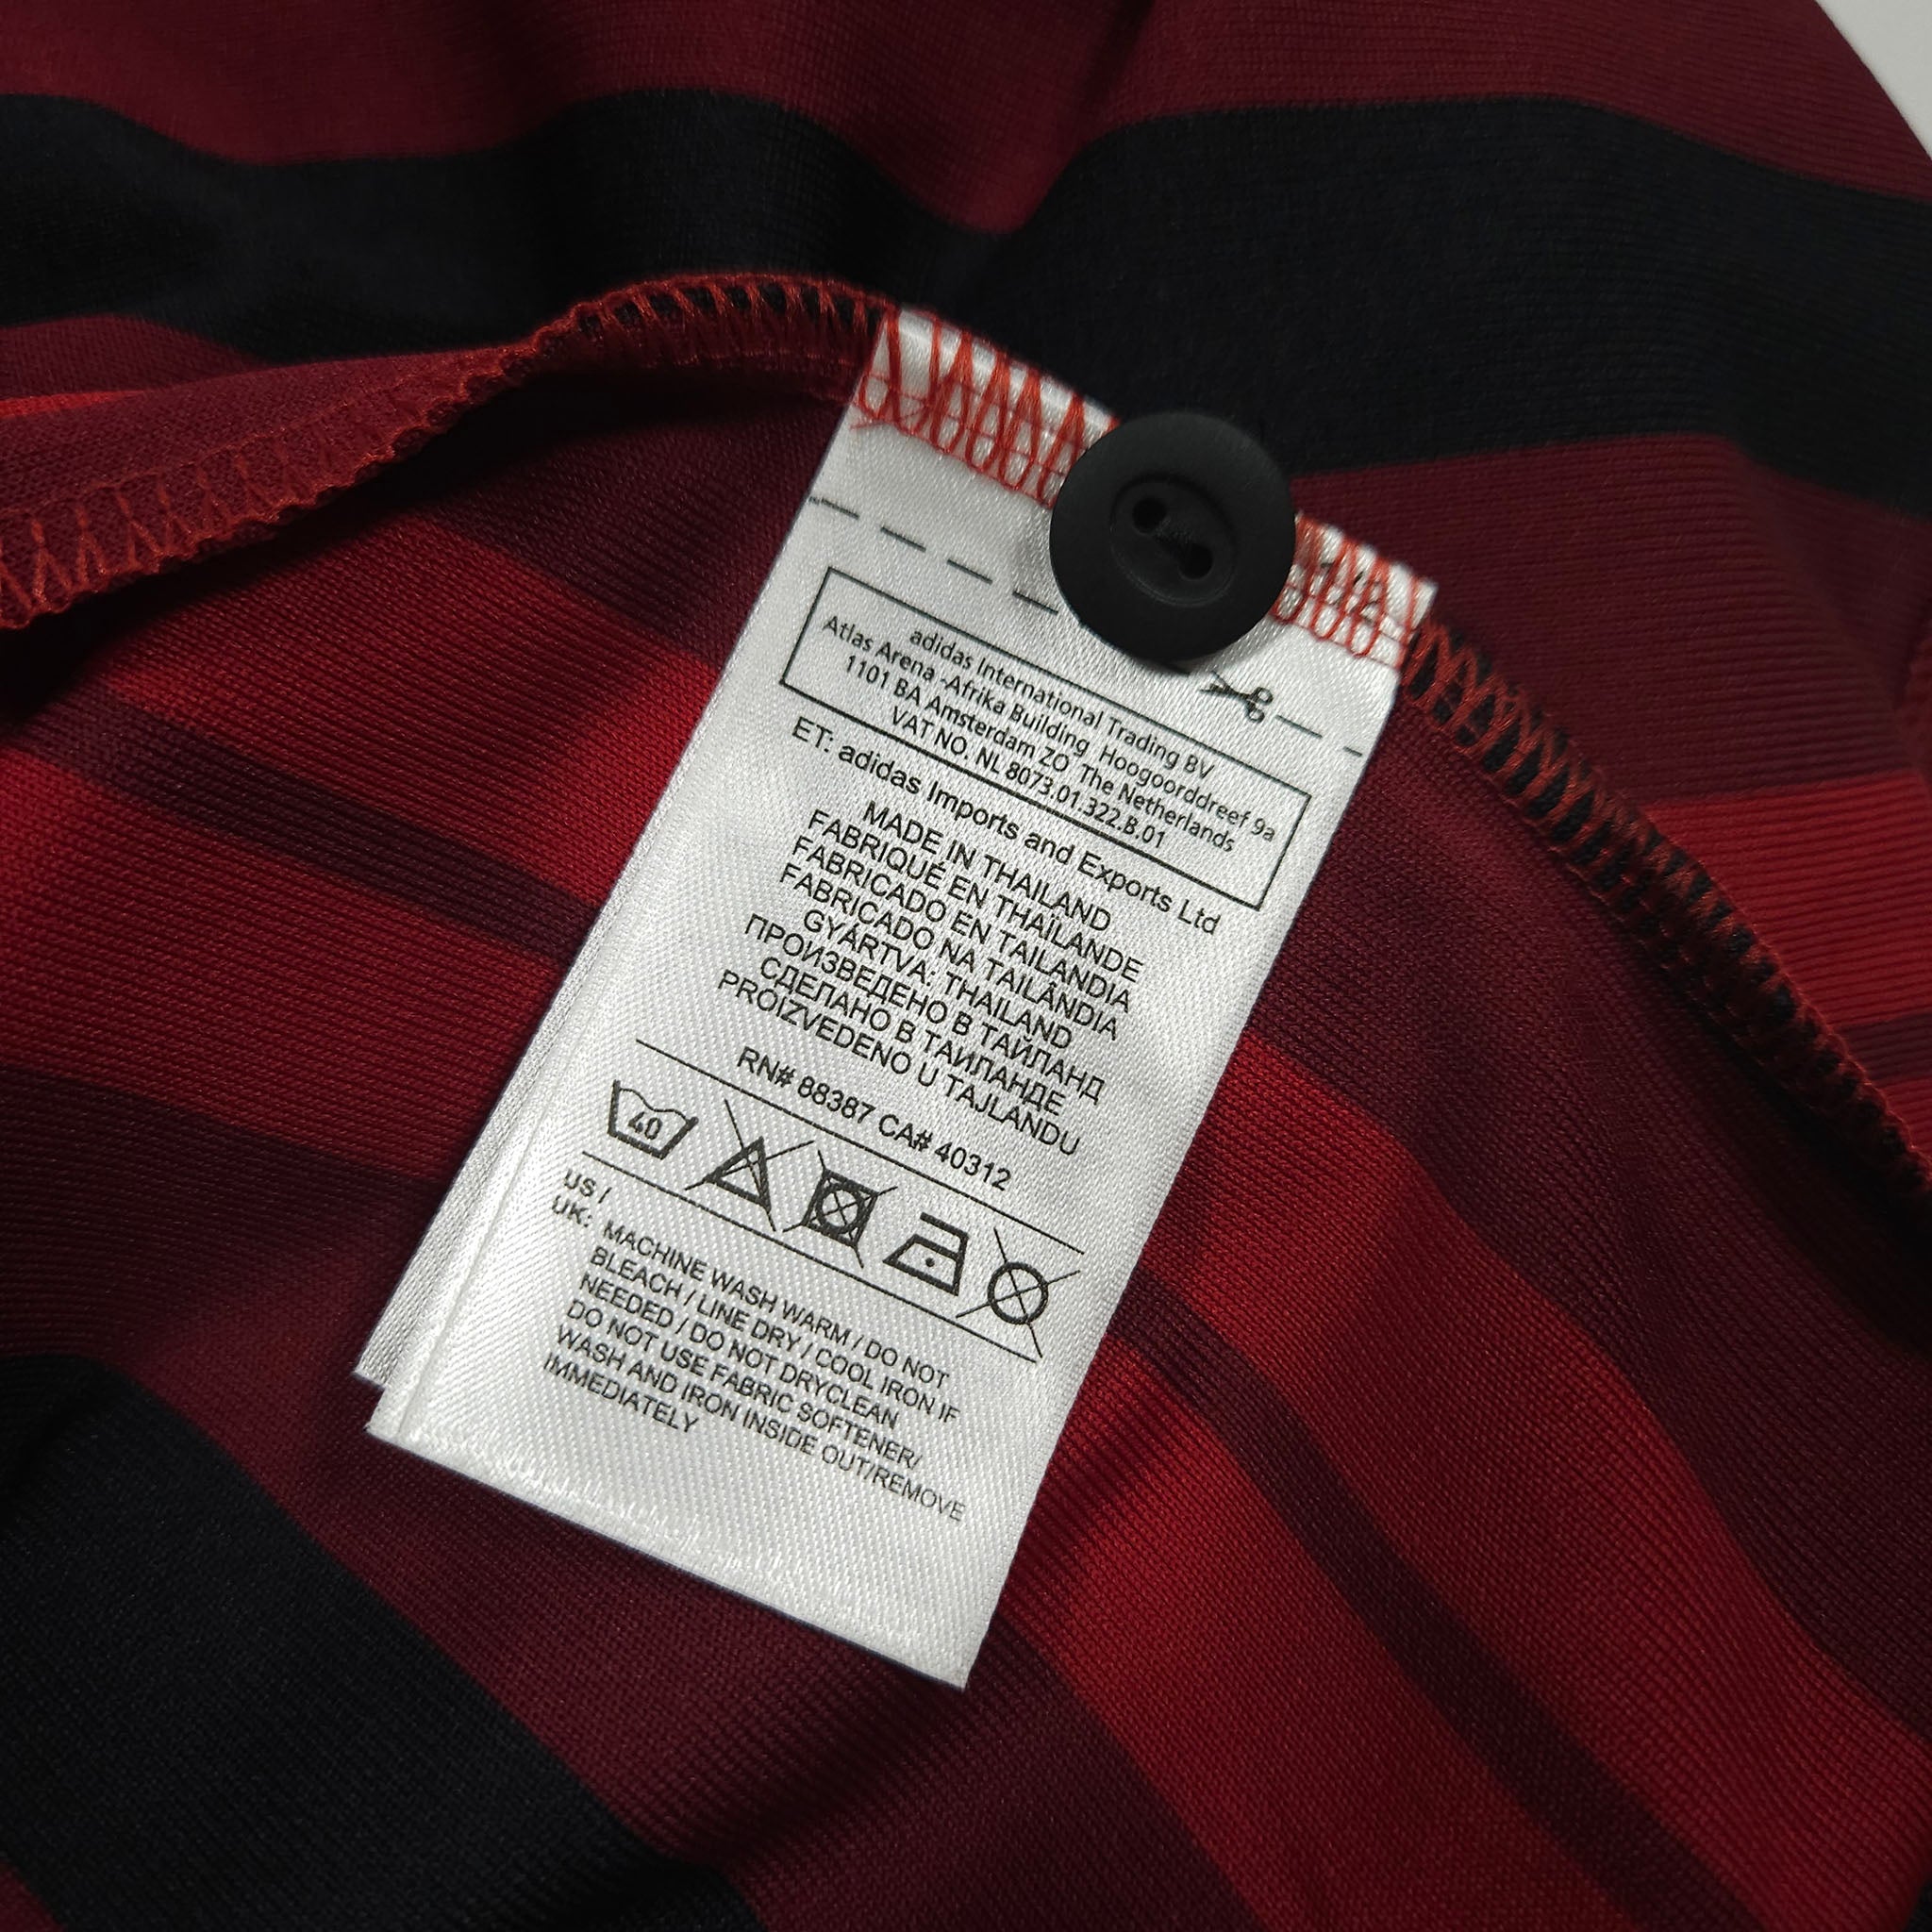 adidas International Trading BV
Atlas Arena -Afrika Building Hoogoorddreef 9a
1101 BA Amsterdam ZO The Netherlands
VAT NO. NL 8073.01.322.B.01
ET: adidas Imports and Exports Ltd
MADE IN THAILAND
FABRIQUÉ EN THAÏLANDE
FABRICADO EN TAILANDIA
FABRICADO NA TAILÂNDIA
GYÁRTVA: THAILAND
ПРОИЗВЕДЕНО В ТАЙЛАНД
СДЕЛАНО В ТАИЛАНДЕ
PROIZVEDENO U TAJLANDU
RN# 88387 CA# 40312
40
US /
UK: MACHINE WASH WARM / DO NOT
BLEACH / LINE DRY / COOL IRON IF
NEEDED / DO NOT DRYCLEAN
DO NOT USE FABRIC SOFTENER/
WASH AND IRON INSIDE OUT/REMOVE
IMMEDIATELY